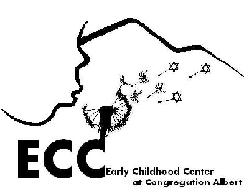 ECC Early Childhood Center
at Congregation Albert